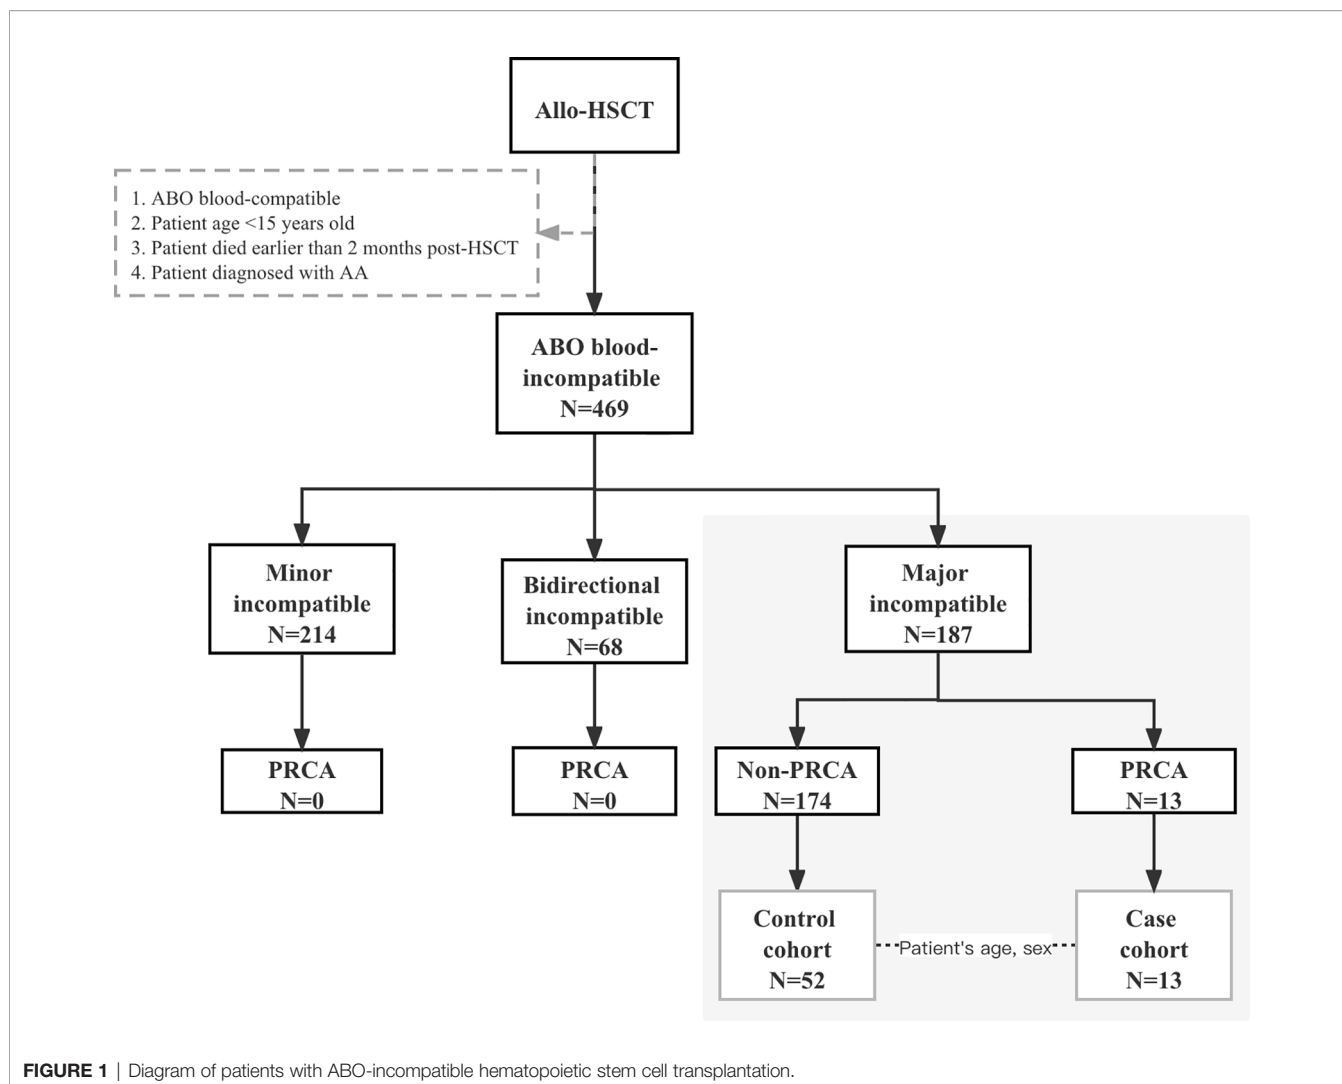 Allo-HSCT
1. ABO blood-compatible
2. Patient age <15 years old
3. Patient died earlier than 2 months post-HSCT
4. Patient diagnosed with AA
ABO blood-
incompatible
N=469
Minor
incompatible
N=214
Bidirectional
incompatible
N=68
Major
incompatible
N=187
PRCA
N=0
PRCA
N=0
Non-PRCA
N=174
PRCA
N=13
Control
cohort
N=52
Patient's age, sex
Case
cohort
N=13
FIGURE 1 | Diagram of patients with ABO-incompatible hematopoietic stem cell transplantation.